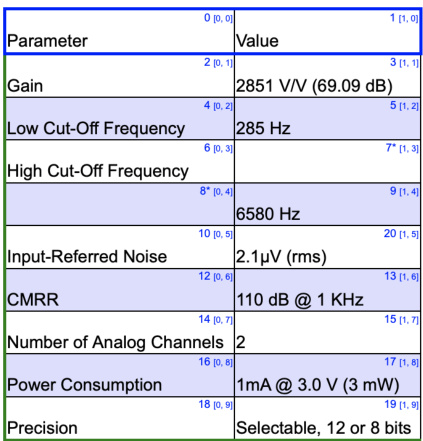 0 [0, 0] 1 [1, 0]
Parameter Value
2 [0, 1] 3 [1, 1]
Gain 2851 V/V (69.09 dB)
4 [0, 2] 5 [1, 2]
Low Cut-Off Frequency 285 Hz
6 [0, 3] 7* [1, 3]
High Cut-Off Frequency
8* [0, 4] 9 [1, 4]
6580 Hz
10 [0, 5] 20 [1, 5]
Input-Referred Noise 2.1μV (rms)
12 [0, 6] 13 [1, 6]
CMRR 110 dB @ 1 KHz
14 [0, 7] 15 [1, 7]
Number of Analog Channels 2
16 [0, 8] 17 [1, 8]
Power Consumption 1mA @ 3.0 V (3 mW)
18 [0, 9] 19 [1, 9]
Precision Selectable, 12 or 8 bits